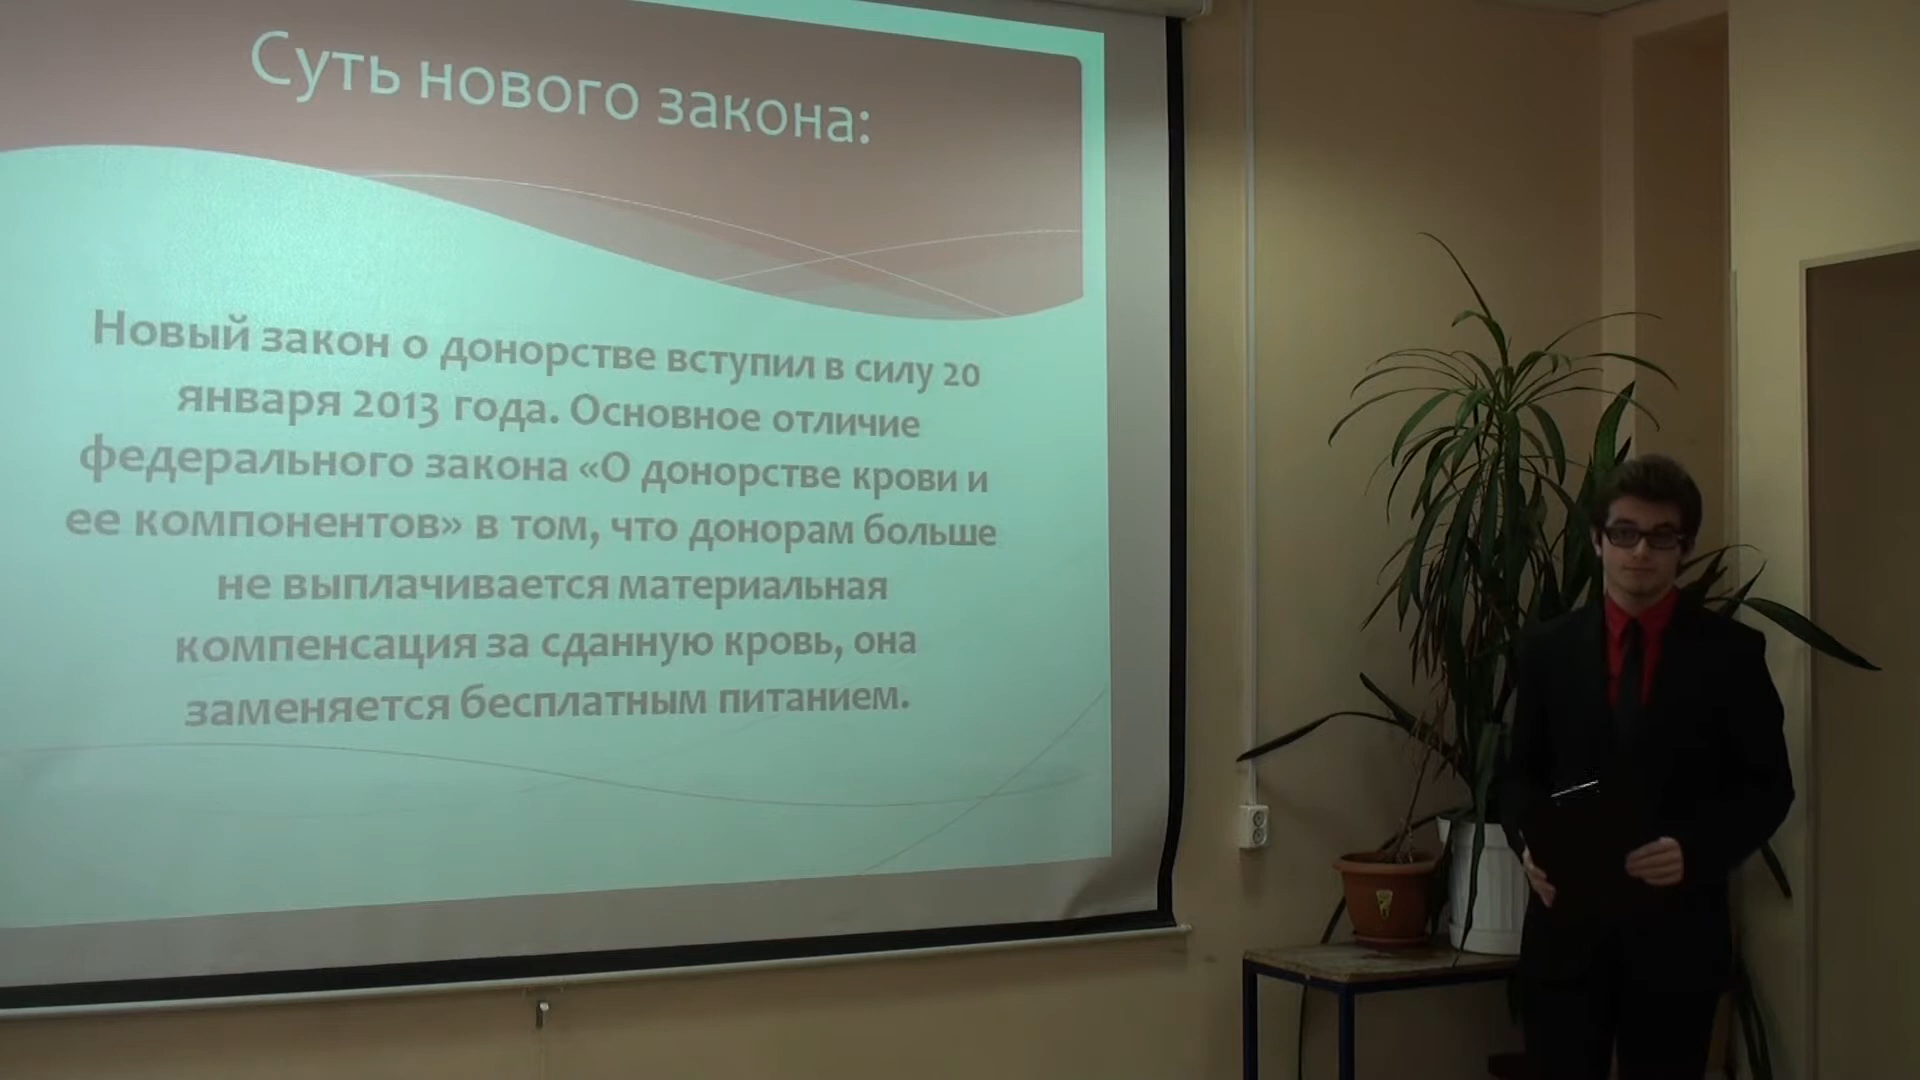 Суть нового закона:
Новый закон о донорстве вступил в силу 20
января 2013 года. Основное отличие
федерального закона «О донорстве крови и
ее компонентов» в том, что донорам больше
не выплачивается материальная
компенсация за сданную кровь, она
заменяется бесплатным питанием.